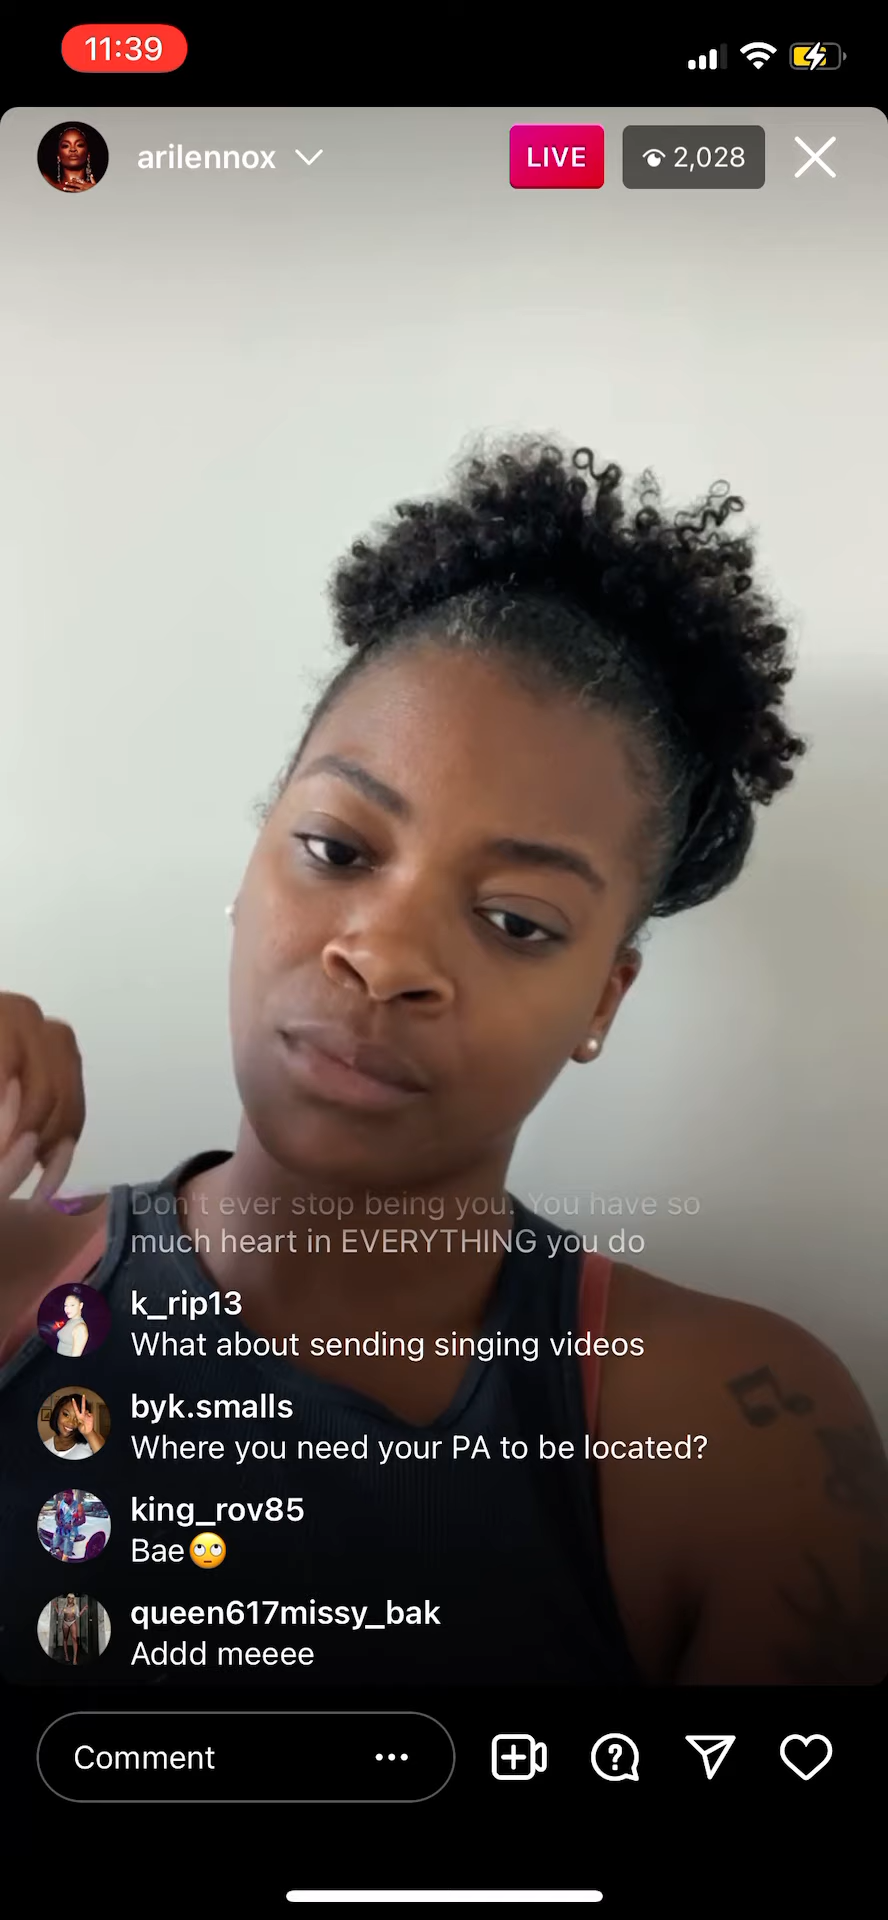 11:39
arilennox
LIVE
2,028
Don't ever stop being you. You have so
much heart in EVERYTHING you do
k_rip13
What about sending singing videos
byk.smalls
Where you need your PA to be located?
king_rov85
Bae🙄
queen617missy_bak
Addd meeee
Comment